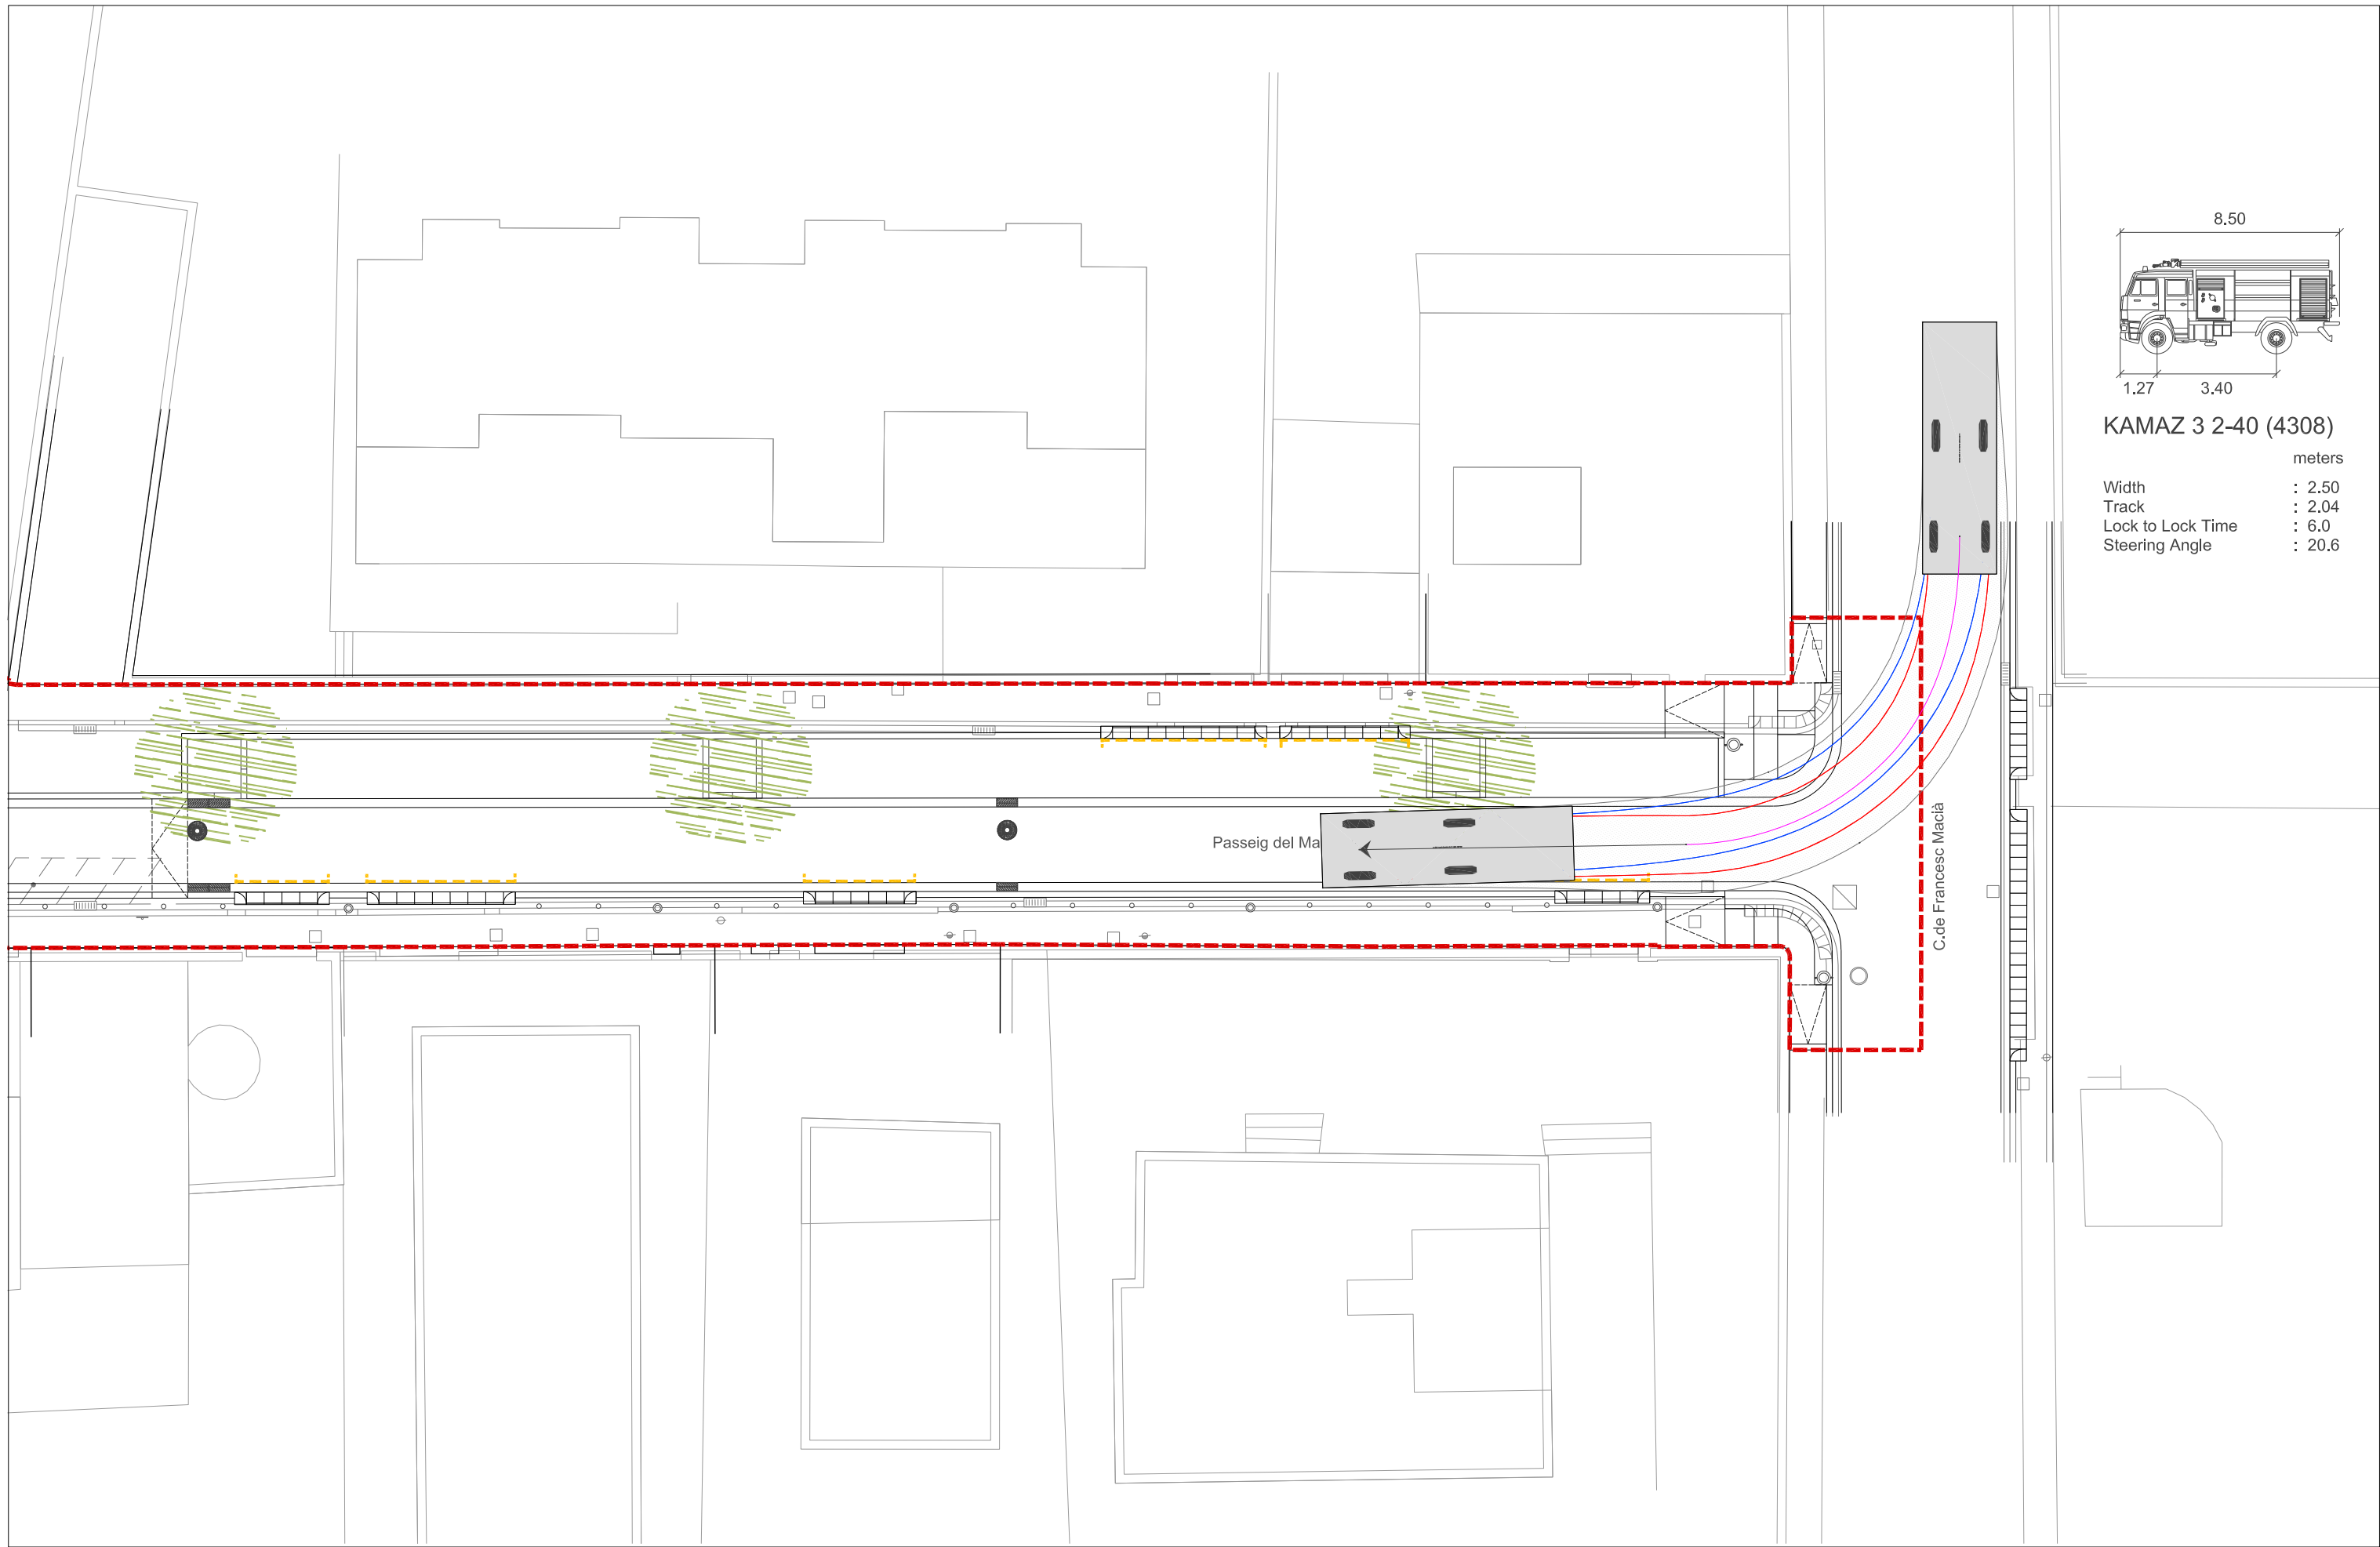 8.50
1.27 3.40
KAMAZ 3 2-40 (4308)
meters
Width : 2.50
Track : 2.04
Lock to Lock Time : 6.0
Steering Angle : 20.6
Passeig del Ma
C.de Francesc Macià